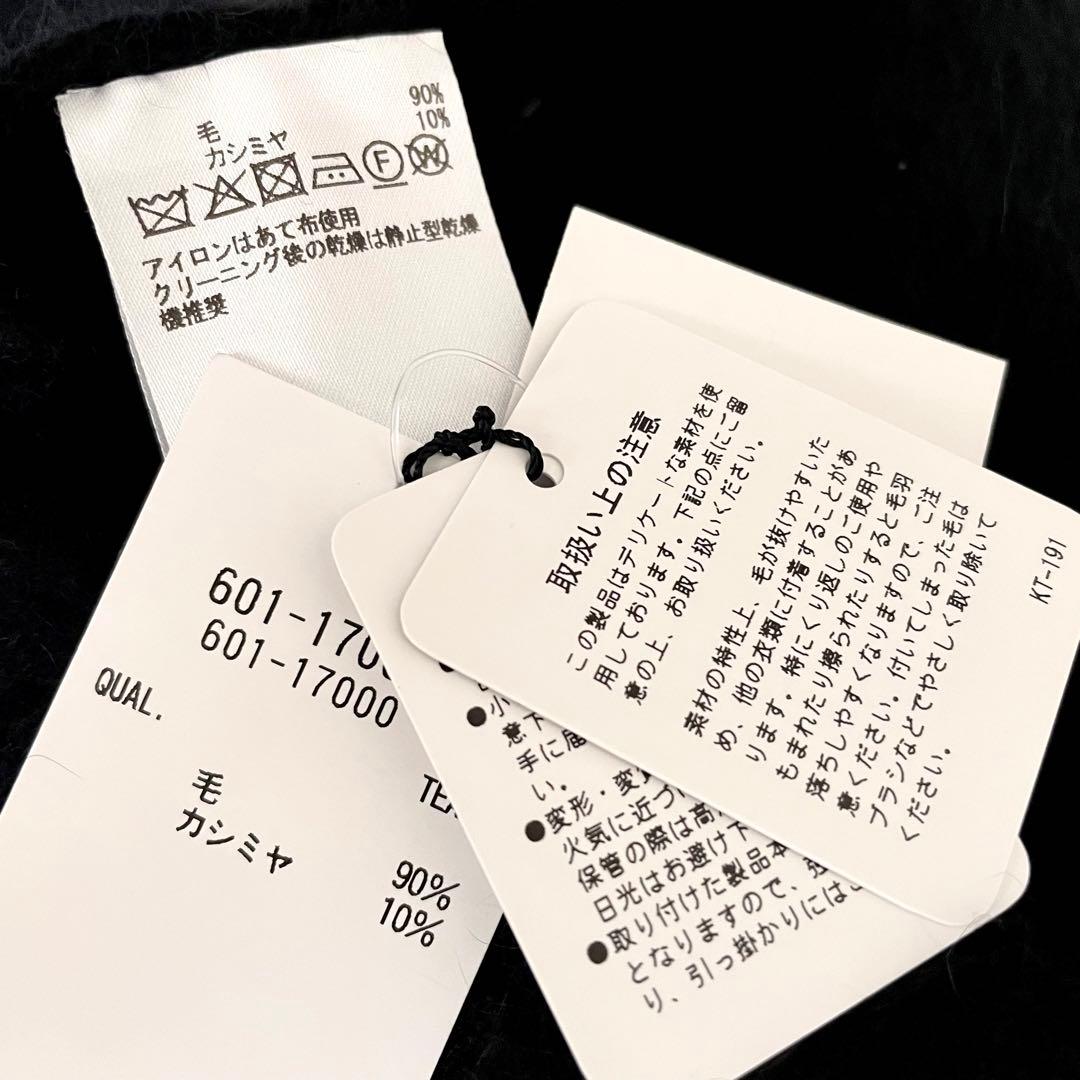 毛 90%
カシミヤ 10%
F W
アイロンはあて布使用
クリーニング後の乾燥は静止型乾燥
機推奨
601-170
601-17000
QUAL.
毛 90%
カシミヤ 10%
取扱い上の注意
この製品はデリケートな素材を使
用しております。下記の点にご留
意の上、お取り扱いください。
素材の特性上、毛が抜けやすいた
め、他の衣類に付着することがあ
ります。特にくり返しのご使用や
もまれたり擦られたりすると毛羽
落ちしやすくなりますので、ご注
意ください。付いてしまった毛は
ブラシなどでやさしく取り除いて
ください。
KT-191
●小
意下
手に届
い。
●変形・変
火気に近づ
保管の際は高
日光はお避け下
●取り付けた製品本
となりますので、強
り、引っ掛かりには